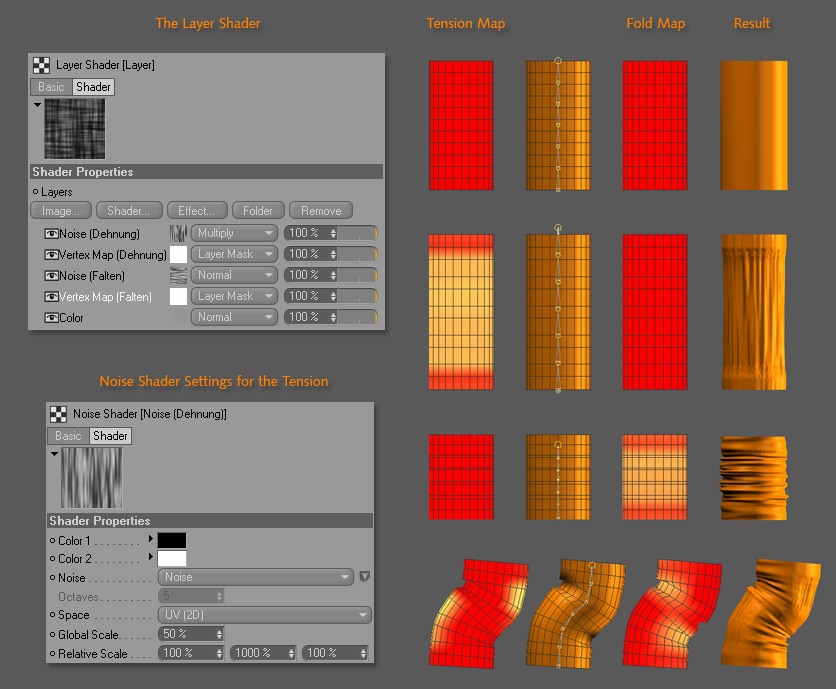 The Layer Shader
Tension Map
Fold Map
Result
Layer Shader [Layer]
Basic Shader
Shader Properties
Layers
Image... Shader... Effect... Folder Remove
Noise (Dehnung) Multiply 100 %
Vertex Map (Dehnung) Layer Mask 100 %
Noise (Falten) Normal 100 %
Vertex Map (Falten) Layer Mask 100 %
Color Normal 100 %
Noise Shader Settings for the Tension
Noise Shader [Noise (Dehnung)]
Basic Shader
Shader Properties
Color 1 . . . . . . . .
Color 2 . . . . . . . .
Noise . . . . . . . . . Noise
Octaves . . . . . . . 5
Space . . . . . . . . . UV (2D)
Global Scale. . . . . 50 %
Relative Scale . . . 100 % 1000 % 100 %